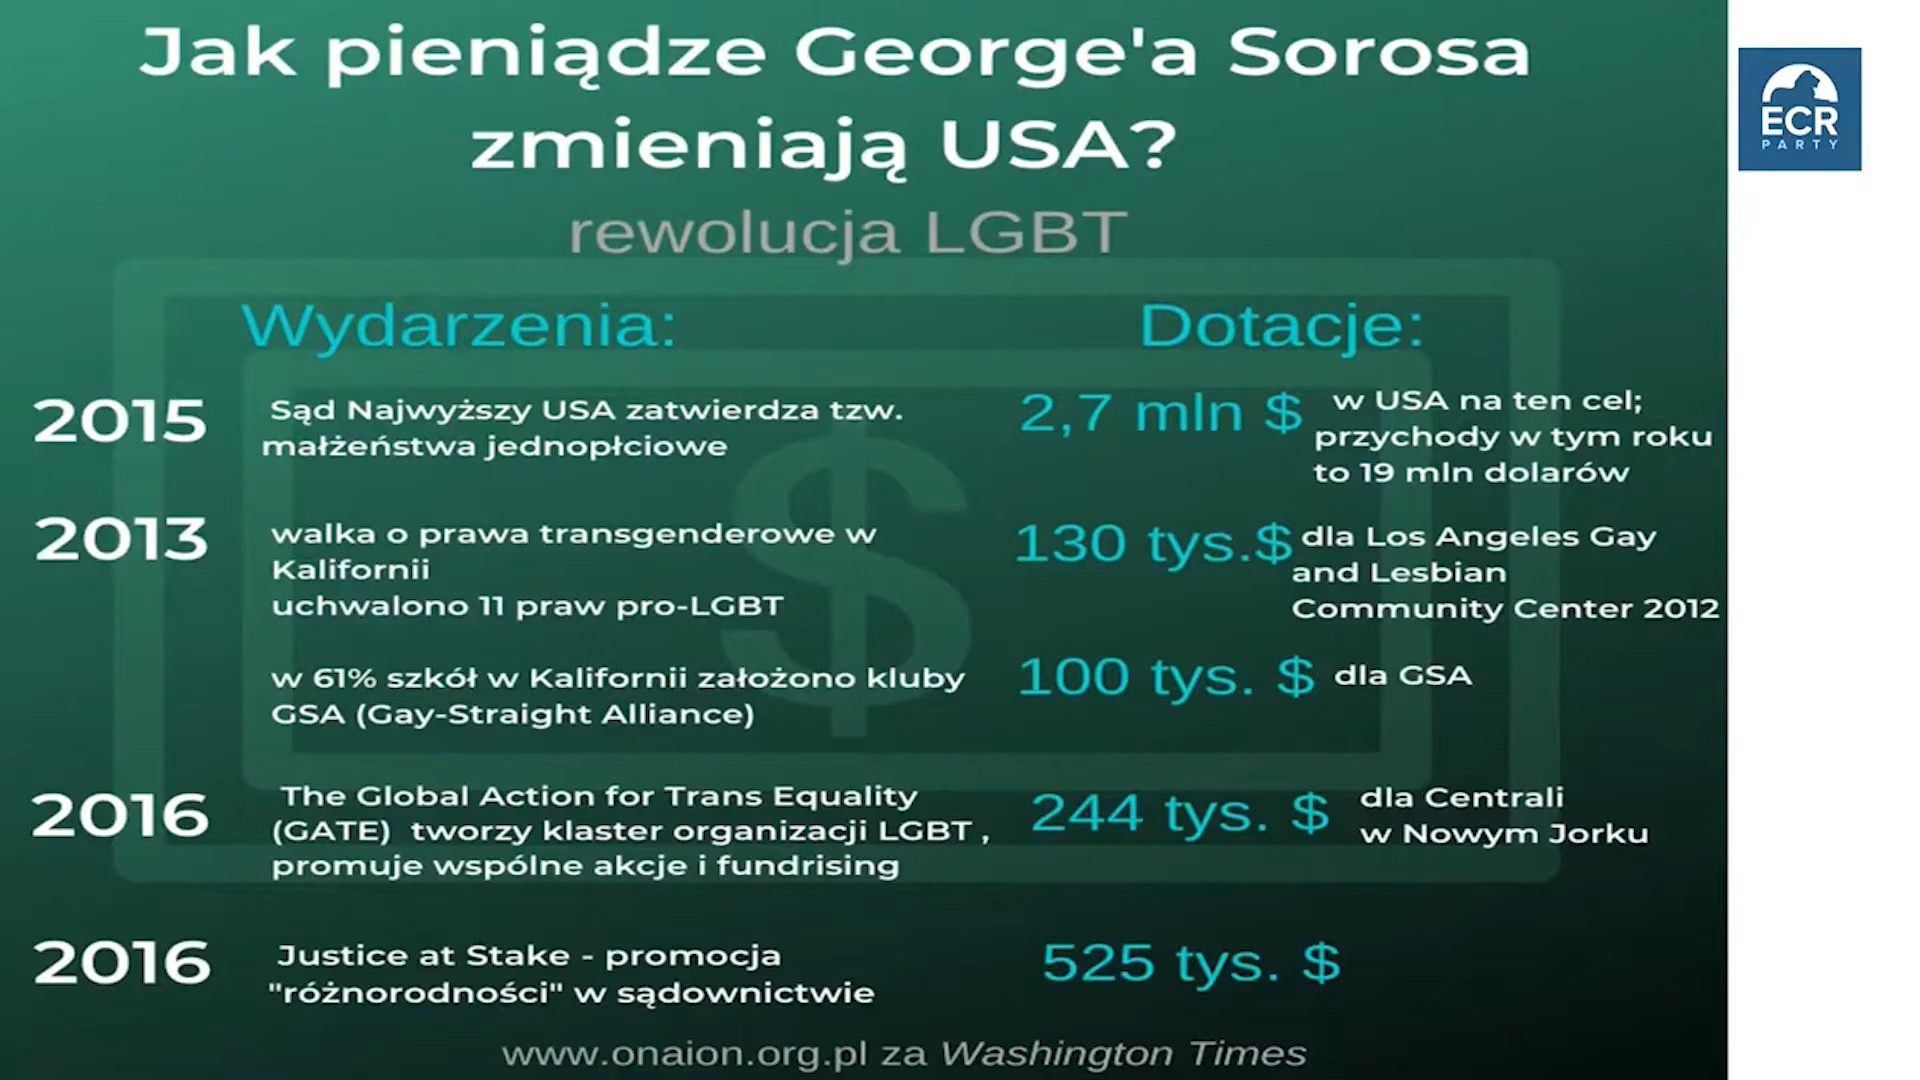 Jak pieniądze George'a Sorosa
zmieniają USA?
rewolucja LGBT
ECR
PARTY
Wydarzenia:
Dotacje:
2015
Sąd Najwyższy USA zatwierdza tzw.
małżeństwa jednopłciowe
2,7 mln $
w USA na ten cel;
przychody w tym roku
to 19 mln dolarów
2013
walka o prawa transgenderowe w
Kalifornii
uchwalono 11 praw pro-LGBT
130 tys.$
dla Los Angeles Gay
and Lesbian
Community Center 2012
w 61% szkół w Kalifornii założono kluby
GSA (Gay-Straight Alliance)
100 tys. $
dla GSA
2016
The Global Action for Trans Equality
(GATE) tworzy klaster organizacji LGBT ,
promuje wspólne akcje i fundrising
244 tys. $
dla Centrali
w Nowym Jorku
2016
Justice at Stake - promocja
"różnorodności" w sądownictwie
525 tys. $
www.onaion.org.pl za Washington Times